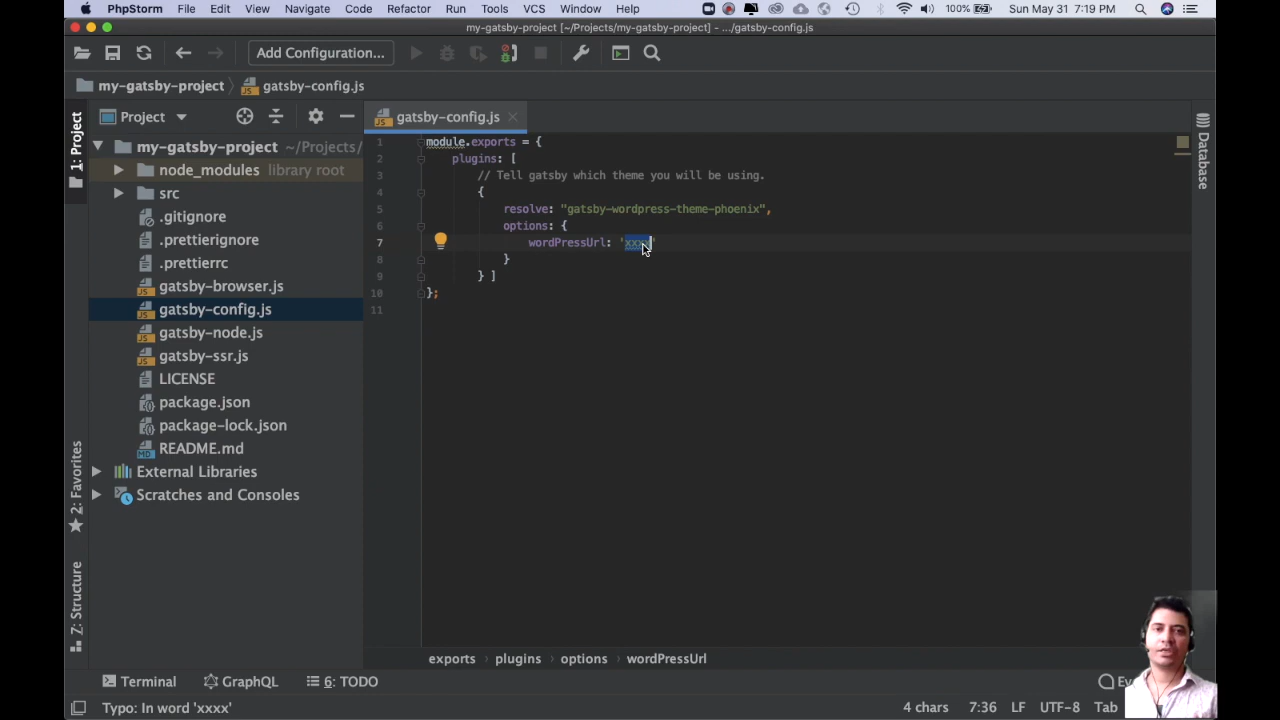 PhpStorm File Edit View Navigate Code Refactor Run Tools VCS Window Help 100% Sun May 31 7:19 PM
my-gatsby-project [~/Projects/my-gatsby-project] - .../gatsby-config.js
Add Configuration...
my-gatsby-project gatsby-config.js
1: Project
Project
gatsby-config.js
my-gatsby-project ~/Projects/
node_modules library root
src
.gitignore
.prettierignore
.prettierrc
gatsby-browser.js
gatsby-config.js
gatsby-node.js
gatsby-ssr.js
LICENSE
package.json
package-lock.json
README.md
External Libraries
Scratches and Consoles
2: Favorites
Z: Structure
1 module.exports = {
2 plugins: [
3 // Tell gatsby which theme you will be using.
4 {
5 resolve: "gatsby-wordpress-theme-phoenix",
6 options: {
7 wordPressUrl: 'xxxx'
8 }
9 } ]
10 };
11
Database
exports plugins options wordPressUrl
Terminal GraphQL 6: TODO
Typo: In word 'xxxx' 4 chars 7:36 LF UTF-8 Tab